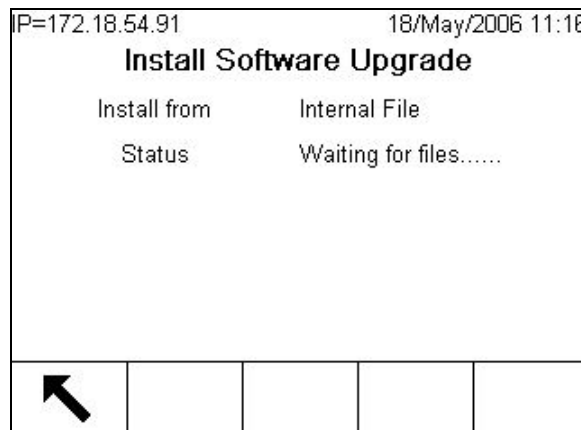 IP=172.18.54.91 18/May/2006 11:16
Install Software Upgrade
Install from Internal File
Status Waiting for files......